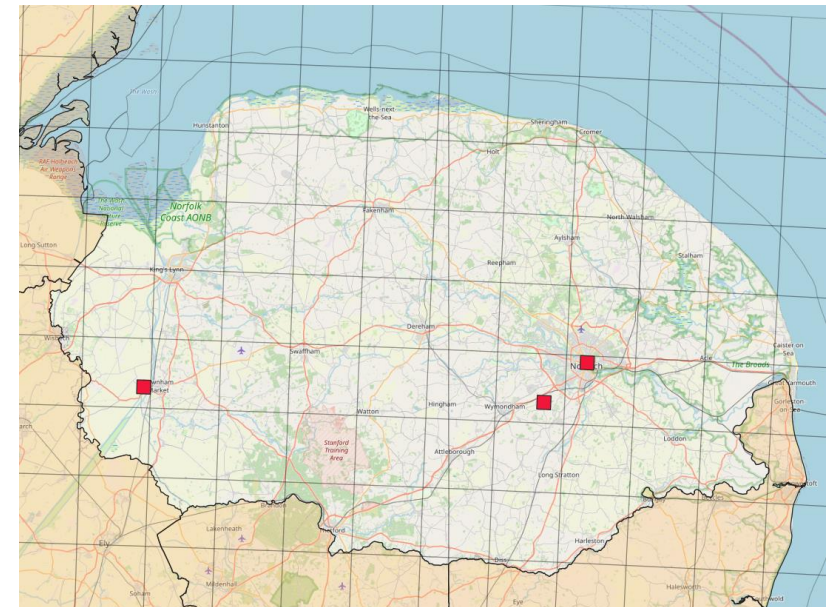 The Wash
Hunstanton
Wells-next
the-Sea
Sheringham
Cromer
Holt
RAF Holbeach
Air Weapons
Range
The Wash
National
Nature
Reserve
Norfolk
Coast AONB
Fakenham
North Walsham
Long Sutton
Aylsham
Stalham
King's Lynn
Reepham
Wisbech
Dereham
Swaffham
Caister-on
Sea
Acle
The Broads
Great Yarmouth
Market
Watton
Hingham
Wymondham
Gorleston
on-Sea
Stanford
Training
Area
Loddon
Attleborough
Long Stratton
Lakenheath
Ely
Harleston
Diss
Mildenhall
Soham
Eye
Halesworth